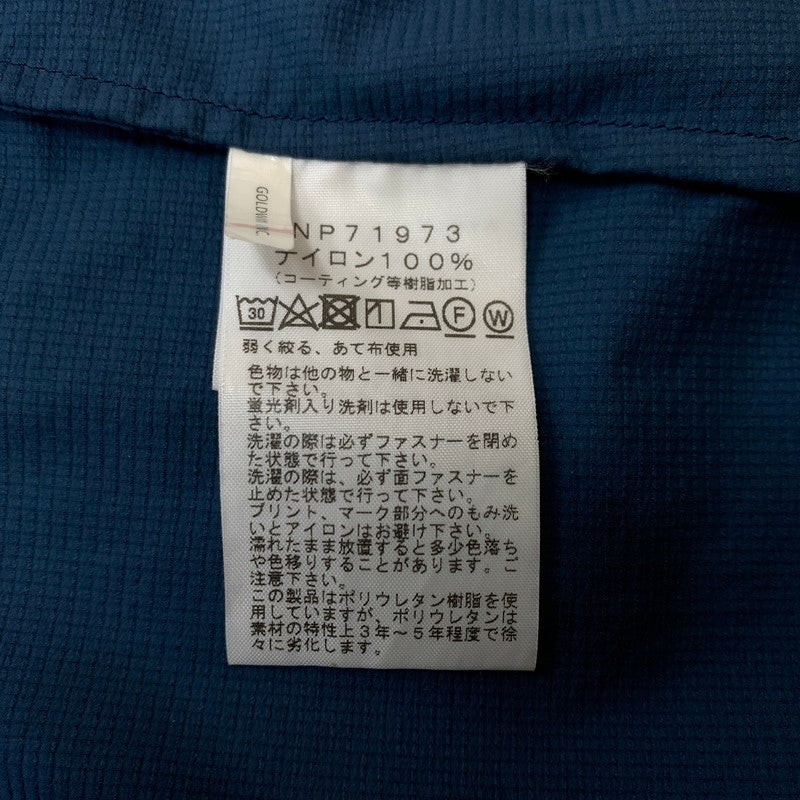 GOLDWIN INC
NP71973
ナイロン100%
(コーティング等樹脂加工)
30
F
W
弱く絞る、あて布使用
色物は他の物と一緒に洗濯しない
で下さい。
蛍光剤入り洗剤は使用しないで下
さい。
洗濯の際は必ずファスナーを閉め
た状態で行って下さい。
洗濯の際は、必ず面ファスナーを
止めた状態で行って下さい。
プリント、マーク部分へのもみ洗
いとアイロンはお避け下さい。
濡れたまま放置すると多少色落ち
や色移りすることがあります。ご
注意下さい。
この製品はポリウレタン樹脂を使
用していますが、ポリウレタンは
素材の特性上3年〜5年程度で徐
々に劣化します。